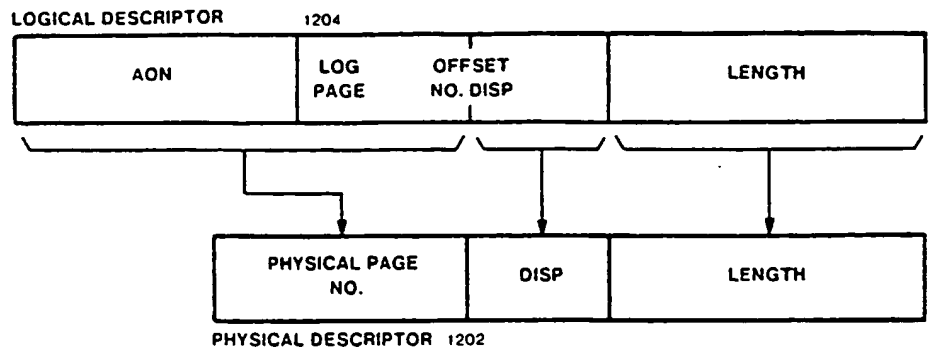 LOGICAL DESCRIPTOR 1204
AON
LOG OFFSET
PAGE NO. DISP
LENGTH
PHYSICAL PAGE
NO.
DISP
LENGTH
PHYSICAL DESCRIPTOR 1202